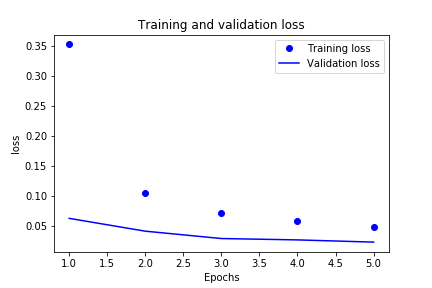 Training and validation loss
Training loss
Validation loss
loss
0.35
0.30
0.25
0.20
0.15
0.10
0.05
1.0 1.5 2.0 2.5 3.0 3.5 4.0 4.5 5.0
Epochs